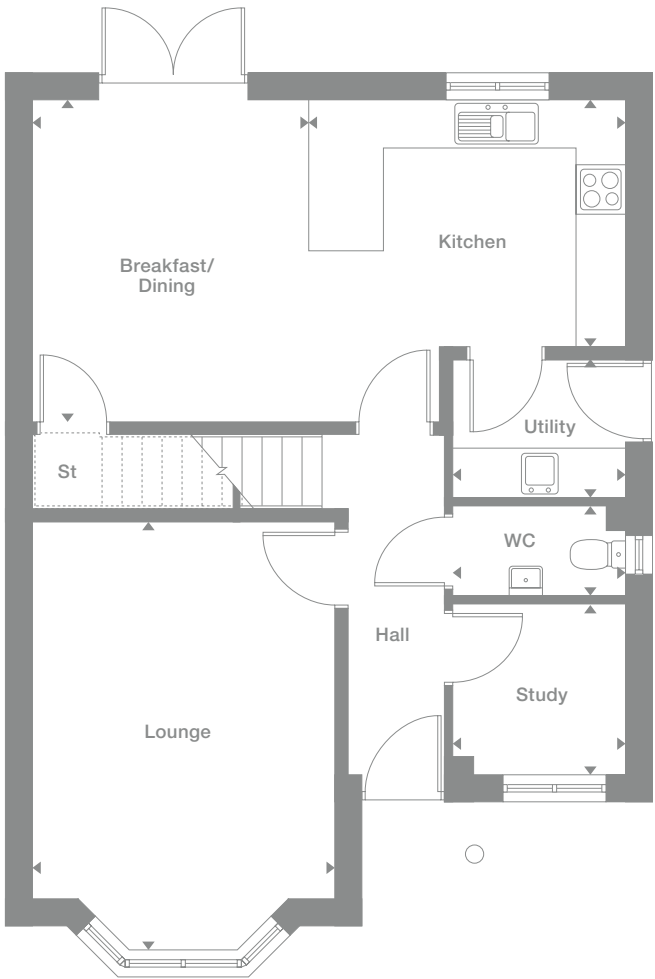 Kitchen
Breakfast/
Dining
Utility
St
WC
Hall
Study
Lounge